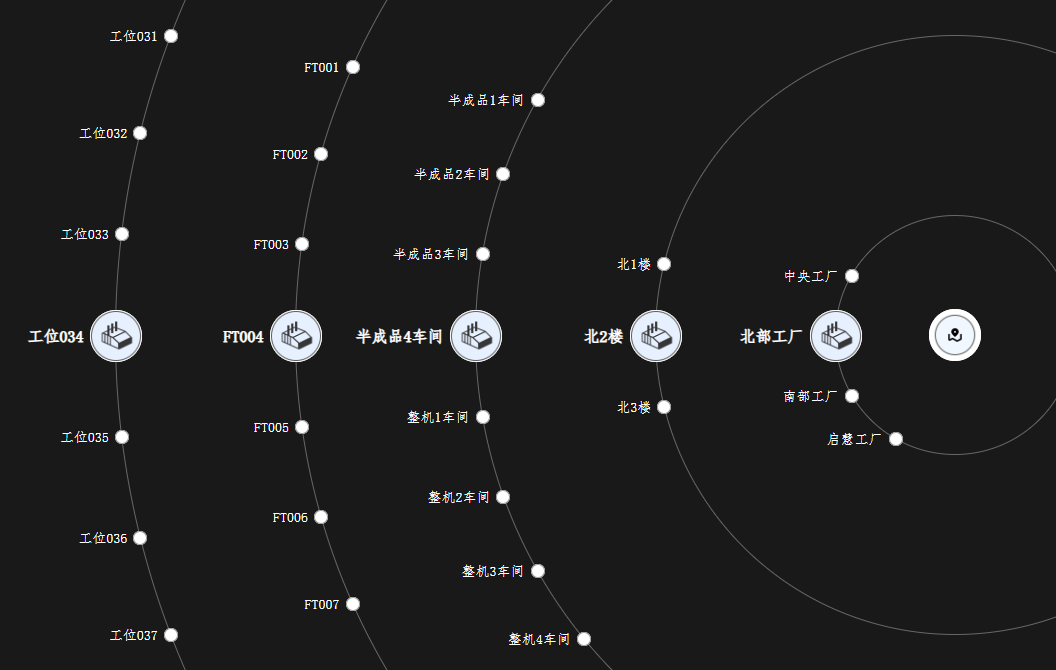 工位031
工位032
工位033
工位034
工位035
工位036
工位037
FT001
FT002
FT003
FT004
FT005
FT006
FT007
半成品1车间
半成品2车间
半成品3车间
半成品4车间
整机1车间
整机2车间
整机3车间
整机4车间
北1楼
北2楼
北3楼
中央工厂
北部工厂
南部工厂
启慧工厂